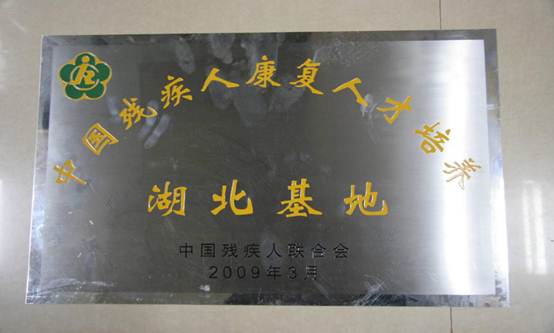 中国残疾人康复人才培养
湖北基地
中国残疾人联合会
2009年3月